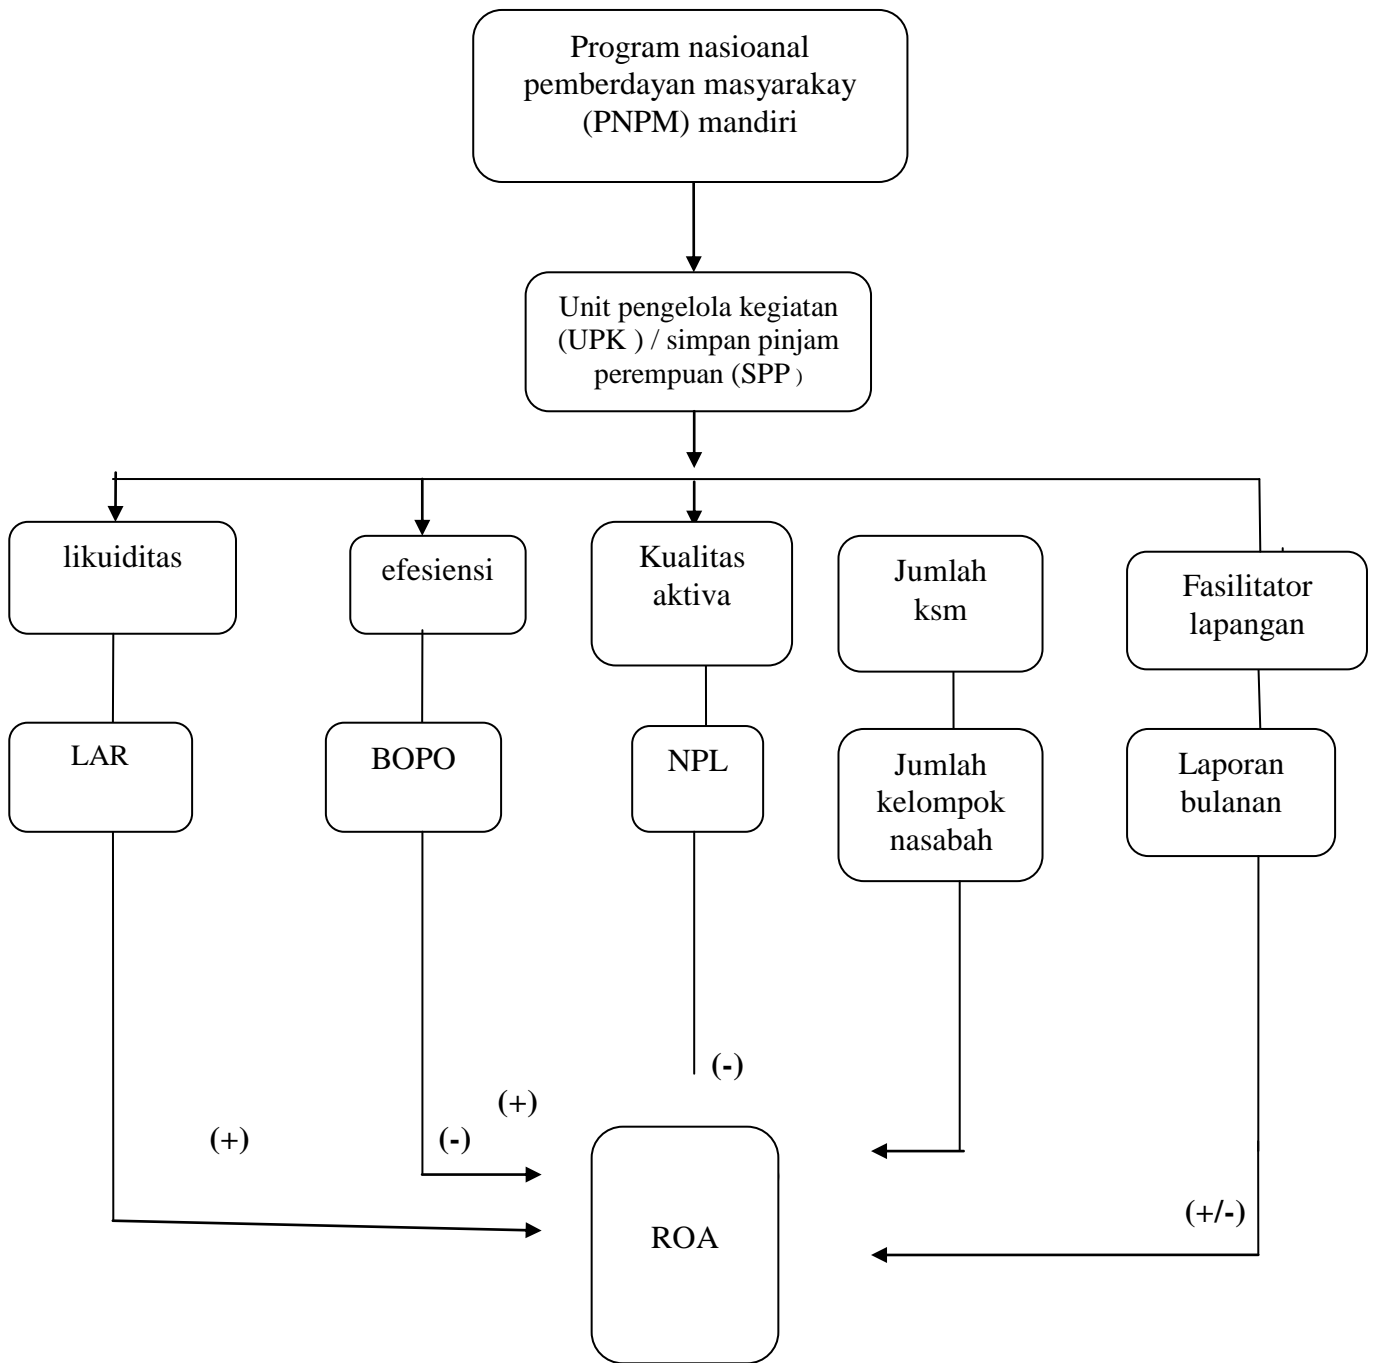 Program nasioanal
pemberdayan masyarakay
(PNPM) mandiri
Unit pengelola kegiatan
(UPK ) / simpan pinjam
perempuan (SPP )
likuiditas
efesiensi
Kualitas
aktiva
Jumlah
ksm
Fasilitator
lapangan
LAR
BOPO
NPL
Jumlah
kelompok
nasabah
Laporan
bulanan
(-)
(+)
(+)
(-)
(+/-)
ROA